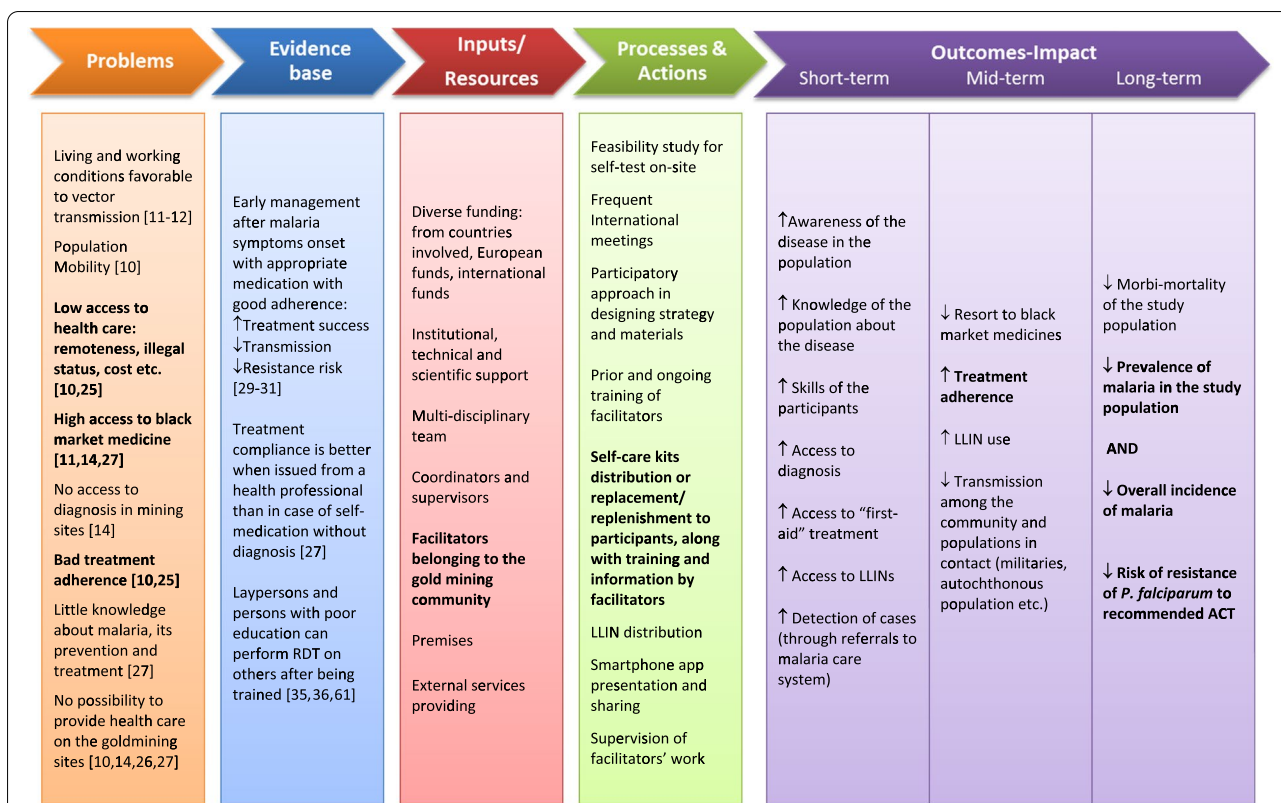 Problems
Evidence
base
Inputs/
Resources
Processes &
Actions
Outcomes-Impact
Short-term
Mid-term
Long-term
Living and working
conditions favorable
to vector
transmission [11-12]
Population
Mobility [10]
Low access to
health care:
remoteness, illegal
status, cost etc.
[10,25]
High access to black
market medicine
[11,14,27]
No access to
diagnosis in mining
sites [14]
Bad treatment
adherence [10,25]
Little knowledge
about malaria, its
prevention and
treatment [27]
No possibility to
provide health care
on the goldmining
sites [10,14,26,27]
Early management
after malaria
symptoms onset
with appropriate
medication with
good adherence:
↑Treatment success
↓Transmission
↓Resistance risk
[29-31]
Treatment
compliance is better
when issued from a
health professional
than in case of self-
medication without
diagnosis [27]
Laypersons and
persons with poor
education can
perform RDT on
others after being
trained [35,36,61]
Diverse funding:
from countries
involved, European
funds, international
funds
Institutional,
technical and
scientific support
Multi-disciplinary
team
Coordinators and
supervisors
Facilitators
belonging to the
gold mining
community
Premises
External services
providing
Feasibility study for
self-test on-site
Frequent
International
meetings
Participatory
approach in
designing strategy
and materials
Prior and ongoing
training of
facilitators
Self-care kits
distribution or
replacement/
replenishment to
participants, along
with training and
information by
facilitators
LLIN distribution
Smartphone app
presentation and
sharing
Supervision of
facilitators' work
↑Awareness of the
disease in the
population
↑ Knowledge of the
population about
the disease
↑ Skills of the
participants
↑ Access to
diagnosis
↑ Access to “first-
aid” treatment
↑ Access to LLINs
↑ Detection of cases
(through referrals to
malaria care
system)
↓ Resort to black
market medicines
↑ Treatment
adherence
↑ LLIN use
↓ Transmission
among the
community and
populations in
contact (militaries,
autochthonous
population etc.)
↓ Morbi-mortality
of the study
population
↓ Prevalence of
malaria in the study
population
AND
↓ Overall incidence
of malaria
↓ Risk of resistance
of P. falciparum to
recommended ACT